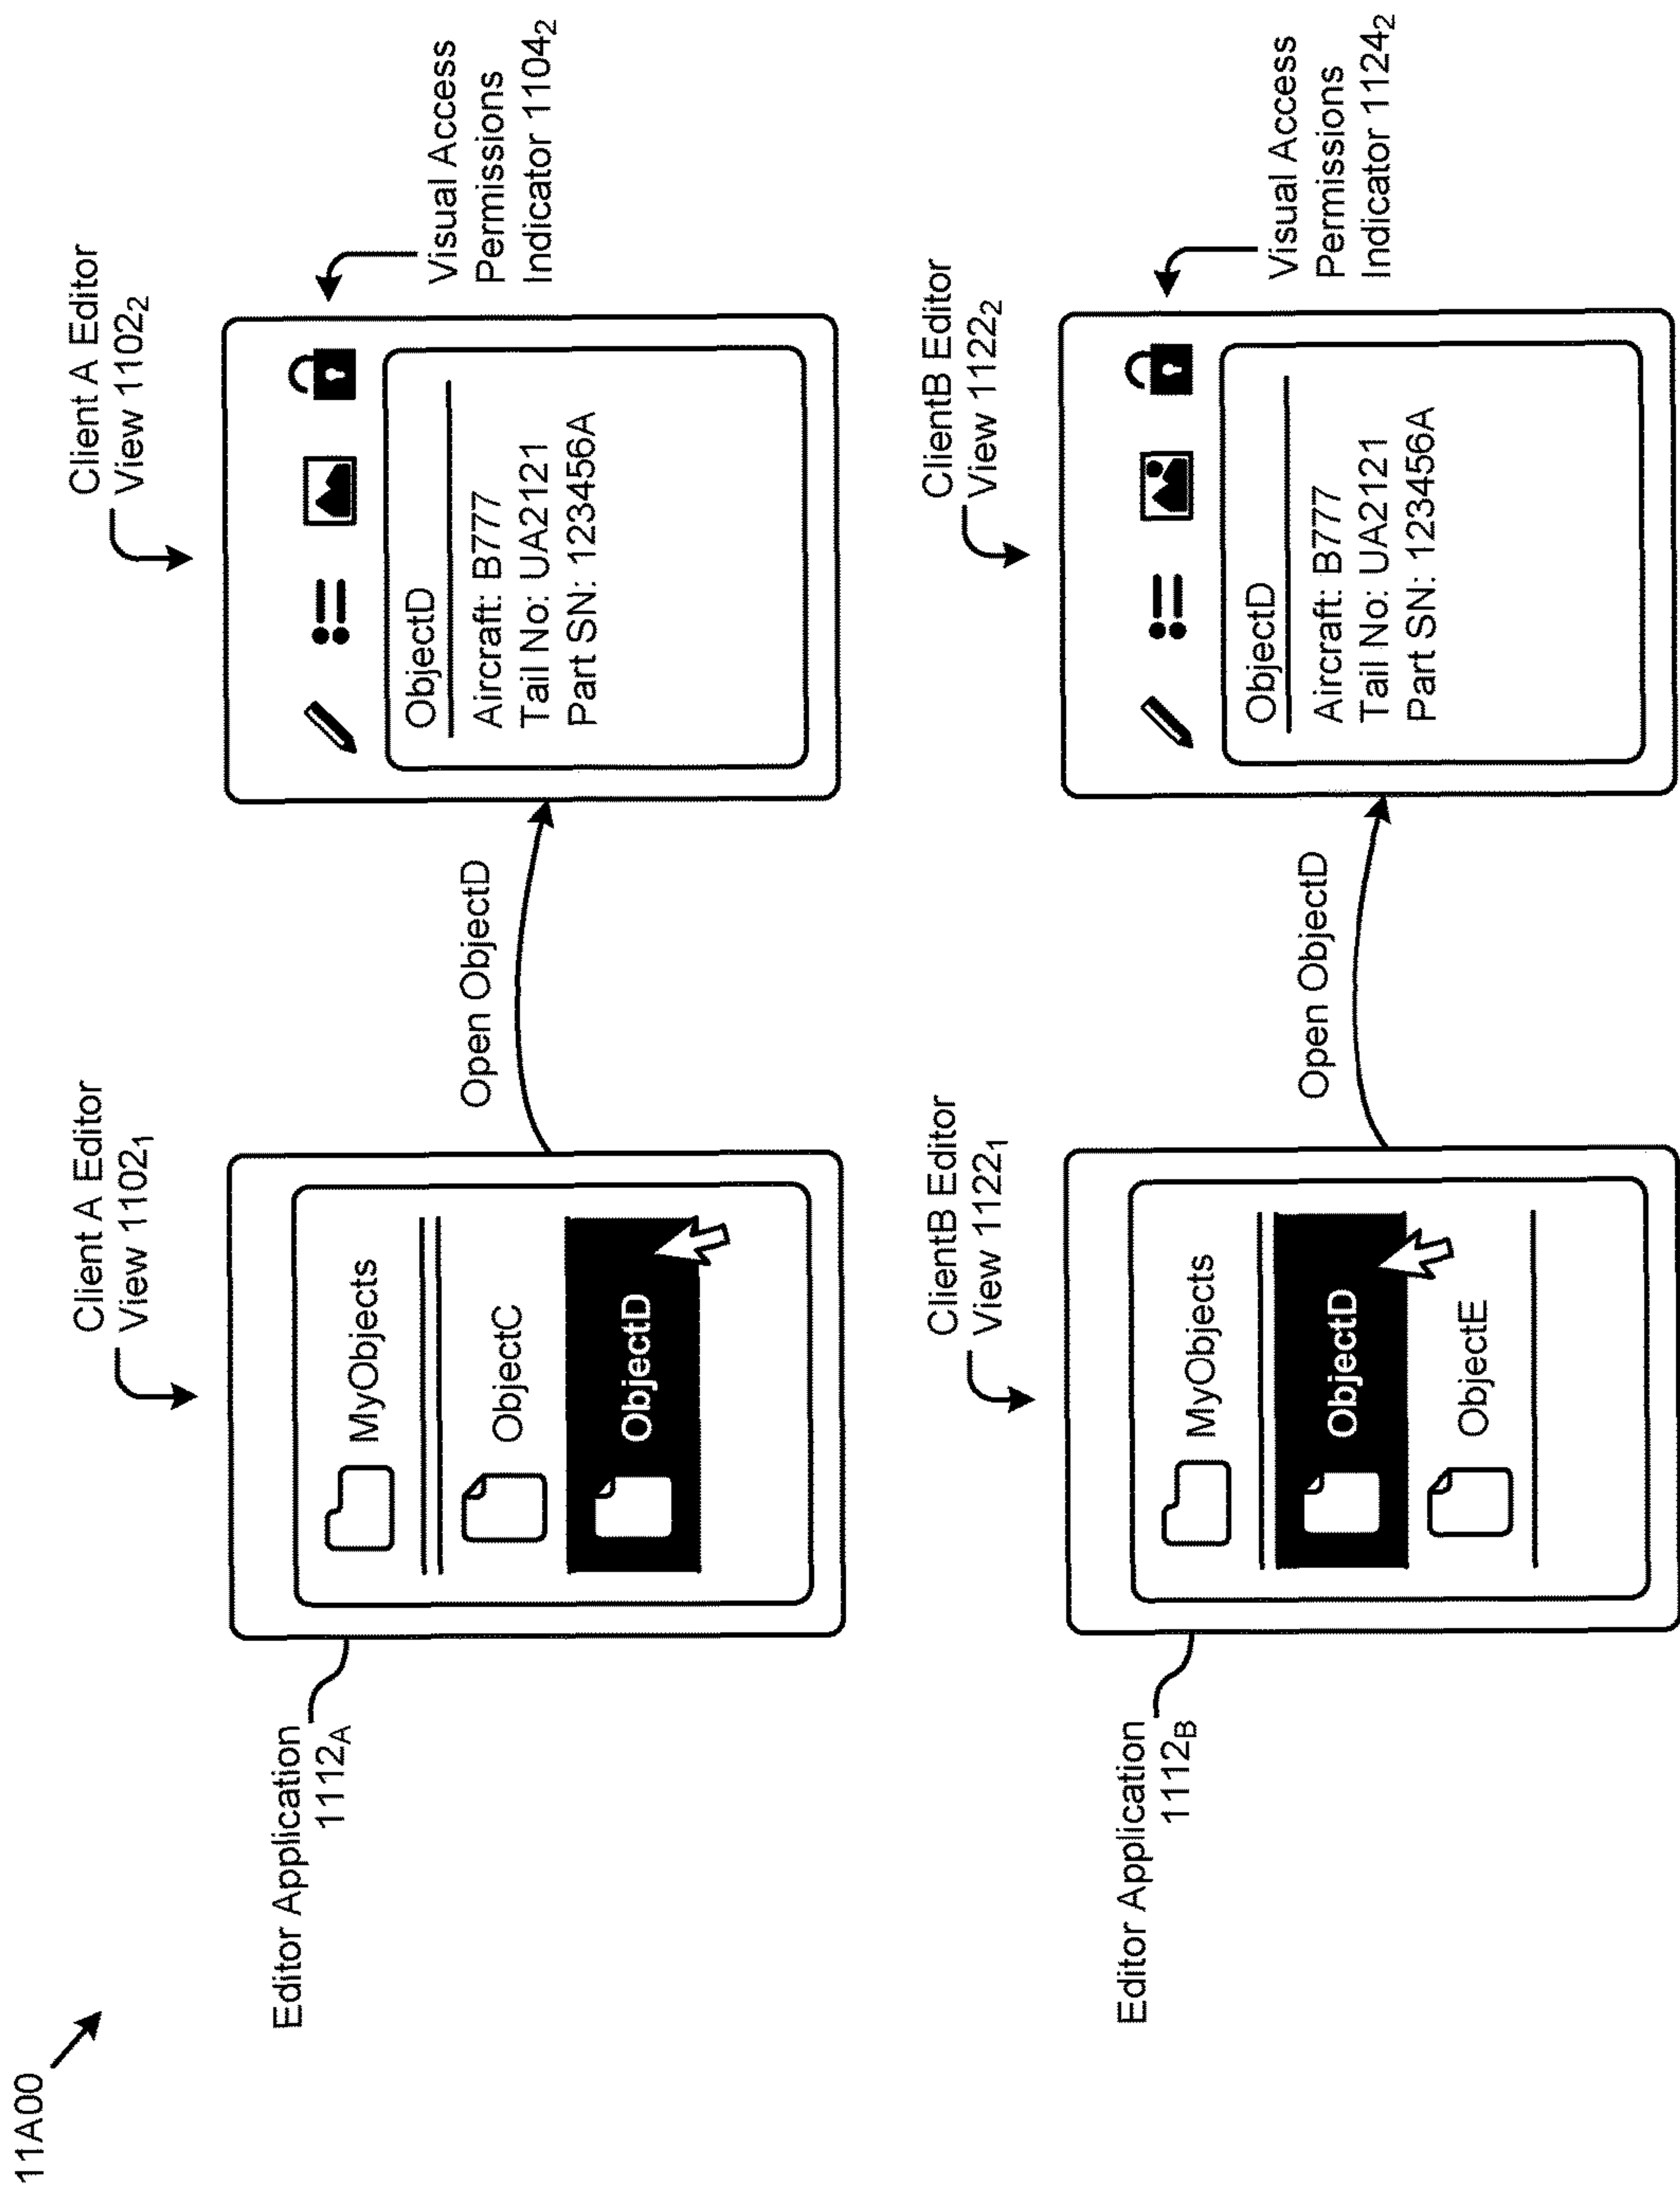 11A00
Client A Editor
View 1102₁
Client A Editor
View 1102₂
Editor Application
1112A
MyObjects
ObjectC
ObjectD
Open ObjectD
ObjectD
Aircraft: B777
Tail No: UA2121
Part SN: 123456A
Visual Access
Permissions
Indicator 1104₂
ClientB Editor
View 1122₁
ClientB Editor
View 1122₂
Editor Application
1112B
MyObjects
ObjectD
ObjectE
Open ObjectD
ObjectD
Aircraft: B777
Tail No: UA2121
Part SN: 123456A
Visual Access
Permissions
Indicator 1124₂